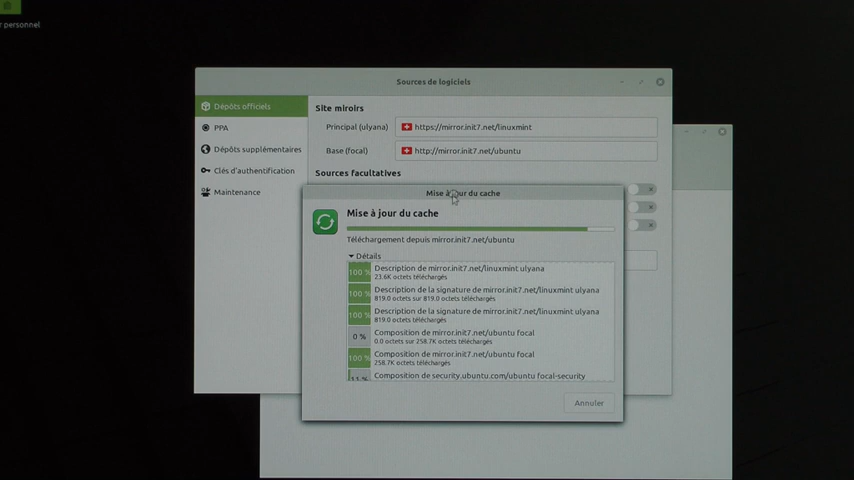 r personnel
Sources de logiciels
Dépôts officiels
PPA
Dépôts supplémentaires
Clés d'authentification
Maintenance
Site miroirs
Principal (ulyana)
https://mirror.init7.net/linuxmint
Base (focal)
http://mirror.init7.net/ubuntu
Sources facultatives
Mise à jour du cache
Mise à jour du cache
Téléchargement depuis mirror.init7.net/ubuntu
Détails
100 %
Description de mirror.init7.net/linuxmint ulyana
23.6K octets téléchargés
100 %
Description de la signature de mirror.init7.net/linuxmint ulyana
819.0 octets sur 819.0 octets téléchargés
100 %
Description de la signature de mirror.init7.net/linuxmint ulyana
819.0 octets téléchargés
0 %
Composition de mirror.init7.net/ubuntu focal
0.0 octets sur 258.7K octets téléchargés
100 %
Composition de mirror.init7.net/ubuntu focal
258.7K octets téléchargés
11 %
Composition de security.ubuntu.com/ubuntu focal-security
Annuler